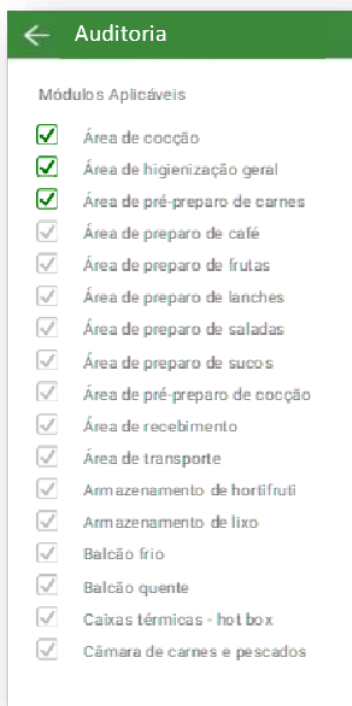 Auditoria
Módulos Aplicáveis
Área de cocção
Área de higienização geral
Área de pré-preparo de carnes
Área de preparo de café
Área de preparo de frutas
Área de preparo de lanches
Área de preparo de saladas
Área de preparo de sucos
Área de pré-preparo de cocção
Área de recebimento
Área de transporte
Armazenamento de hortifruti
Armazenamento de lixo
Balcão frio
Balcão quente
Caixas térmicas - hot box
Câmara de carnes e pescados